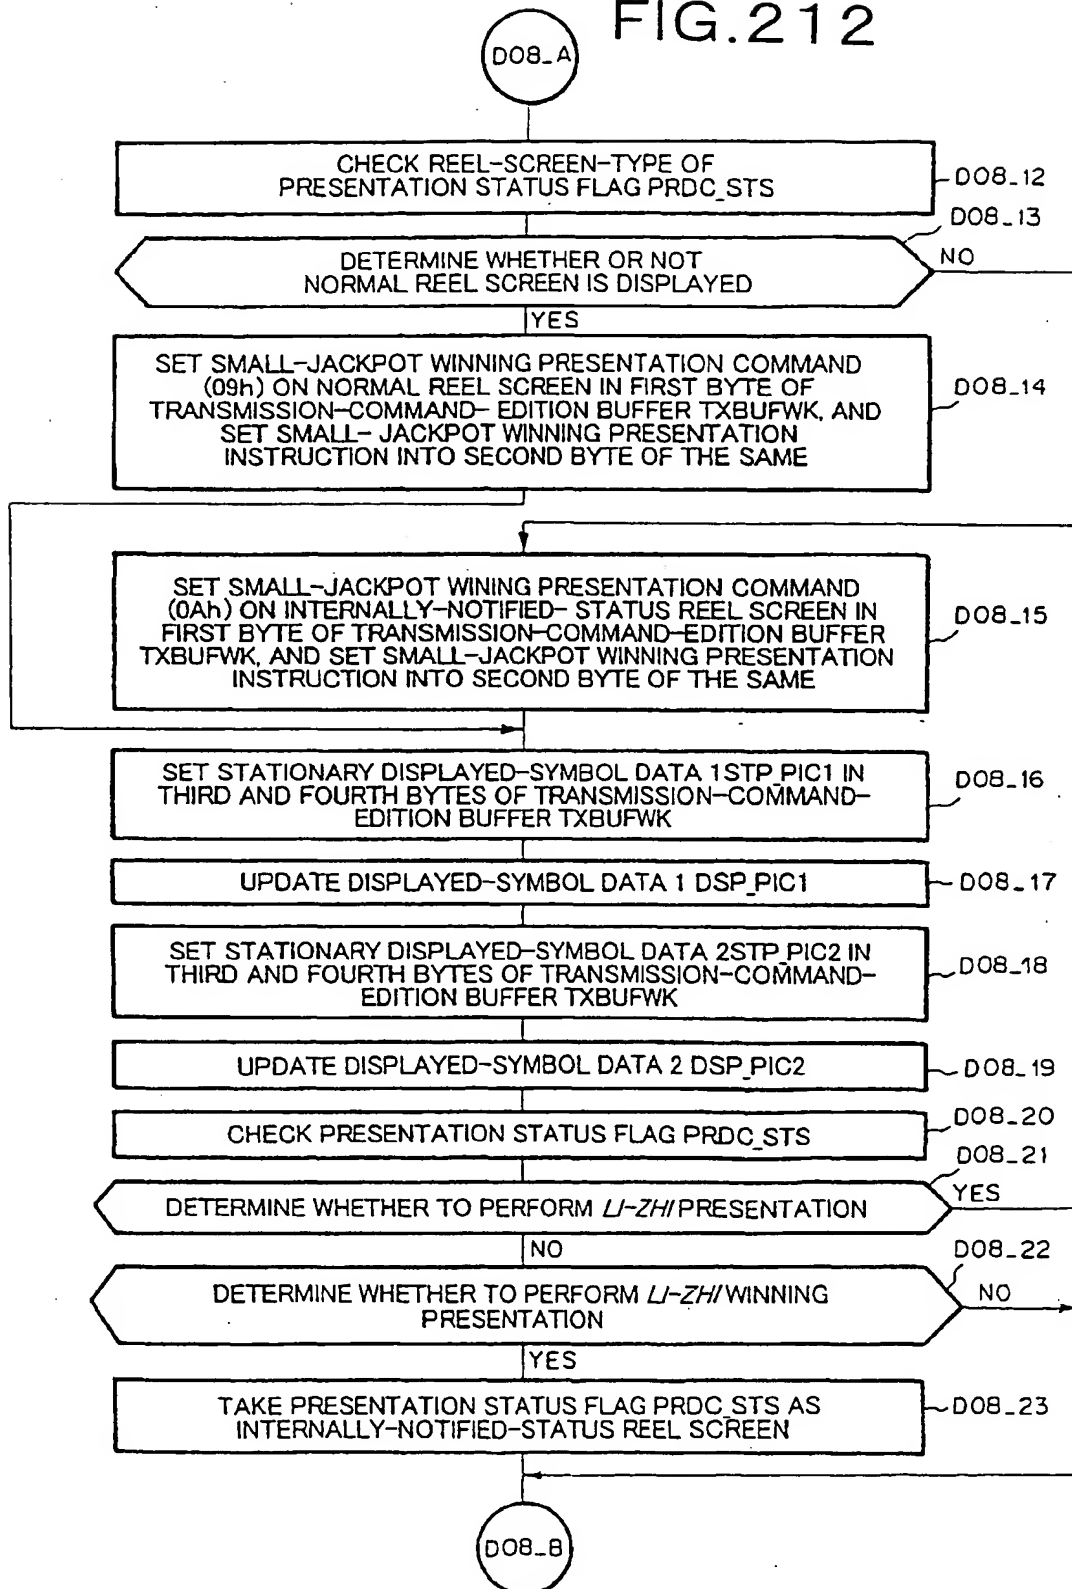 FIG.212
D08_A
CHECK REEL-SCREEN-TYPE OF
PRESENTATION STATUS FLAG PRDC_STS
D08_12
D08_13
DETERMINE WHETHER OR NOT
NORMAL REEL SCREEN IS DISPLAYED
NO
YES
SET SMALL-JACKPOT WINNING PRESENTATION COMMAND
(09h) ON NORMAL REEL SCREEN IN FIRST BYTE OF
TRANSMISSION-COMMAND- EDITION BUFFER TXBUFWK, AND
SET SMALL- JACKPOT WINNING PRESENTATION
INSTRUCTION INTO SECOND BYTE OF THE SAME
D08_14
SET SMALL-JACKPOT WINING PRESENTATION COMMAND
(0Ah) ON INTERNALLY-NOTIFIED- STATUS REEL SCREEN IN
FIRST BYTE OF TRANSMISSION-COMMAND-EDITION BUFFER
TXBUFWK, AND SET SMALL-JACKPOT WINNING PRESENTATION
INSTRUCTION INTO SECOND BYTE OF THE SAME
D08_15
SET STATIONARY DISPLAYED-SYMBOL DATA 1STP_PIC1 IN
THIRD AND FOURTH BYTES OF TRANSMISSION-COMMAND-
EDITION BUFFER TXBUFWK
D08_16
UPDATE DISPLAYED-SYMBOL DATA 1 DSP_PIC1
D08_17
SET STATIONARY DISPLAYED-SYMBOL DATA 2STP_PIC2 IN
THIRD AND FOURTH BYTES OF TRANSMISSION-COMMAND-
EDITION BUFFER TXBUFWK
D08_18
UPDATE DISPLAYED-SYMBOL DATA 2 DSP_PIC2
D08_19
CHECK PRESENTATION STATUS FLAG PRDC_STS
D08_20
D08_21
DETERMINE WHETHER TO PERFORM LI-ZHI PRESENTATION
YES
NO
D08_22
DETERMINE WHETHER TO PERFORM LI-ZHI WINNING
PRESENTATION
NO
YES
TAKE PRESENTATION STATUS FLAG PRDC_STS AS
INTERNALLY-NOTIFIED-STATUS REEL SCREEN
D08_23
D08_B